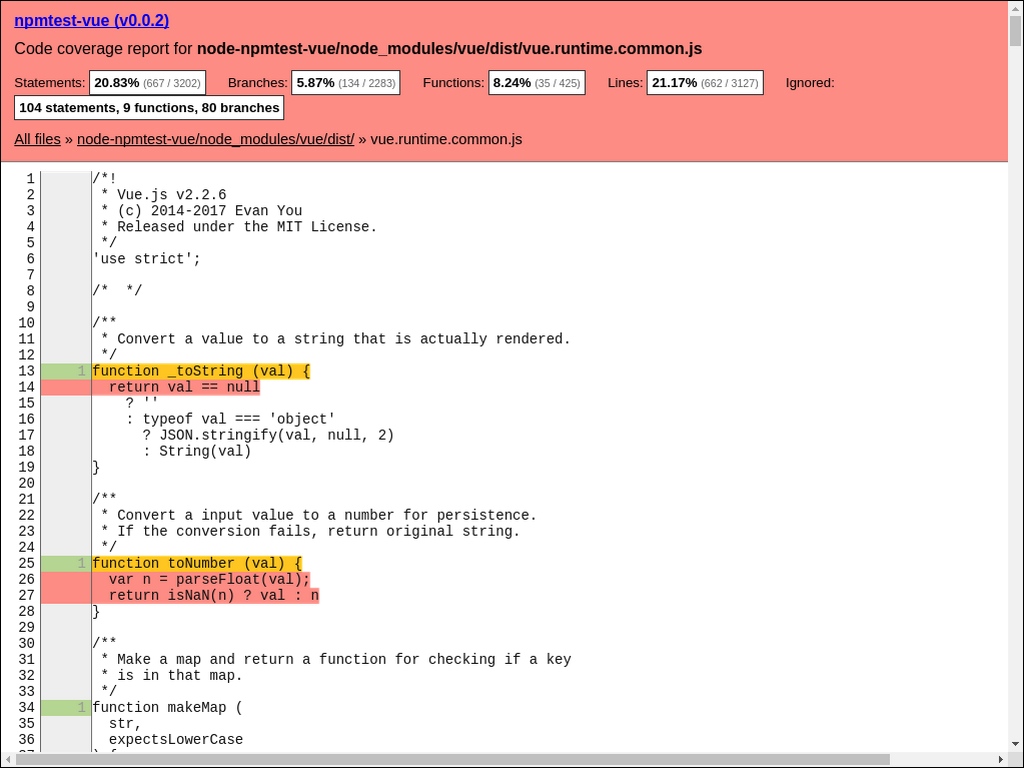 npmtest-vue (v0.0.2)
Code coverage report for node-npmtest-vue/node_modules/vue/dist/vue.runtime.common.js
Statements: 20.83% (667 / 3202) Branches: 5.87% (134 / 2283) Functions: 8.24% (35 / 425) Lines: 21.17% (662 / 3127) Ignored:
104 statements, 9 functions, 80 branches
All files » node-npmtest-vue/node_modules/vue/dist/ » vue.runtime.common.js
1 /*!
2  * Vue.js v2.2.6
3  * (c) 2014-2017 Evan You
4  * Released under the MIT License.
5  */
6 'use strict';
7
8 /*  */
9
10 /**
11  * Convert a value to a string that is actually rendered.
12  */
13 1 function _toString (val) {
14   return val == null
15     ? ''
16     : typeof val === 'object'
17       ? JSON.stringify(val, null, 2)
18       : String(val)
19 }
20
21 /**
22  * Convert a input value to a number for persistence.
23  * If the conversion fails, return original string.
24  */
25 1 function toNumber (val) {
26   var n = parseFloat(val);
27   return isNaN(n) ? val : n
28 }
29
30 /**
31  * Make a map and return a function for checking if a key
32  * is in that map.
33  */
34 1 function makeMap (
35   str,
36   expectsLowerCase